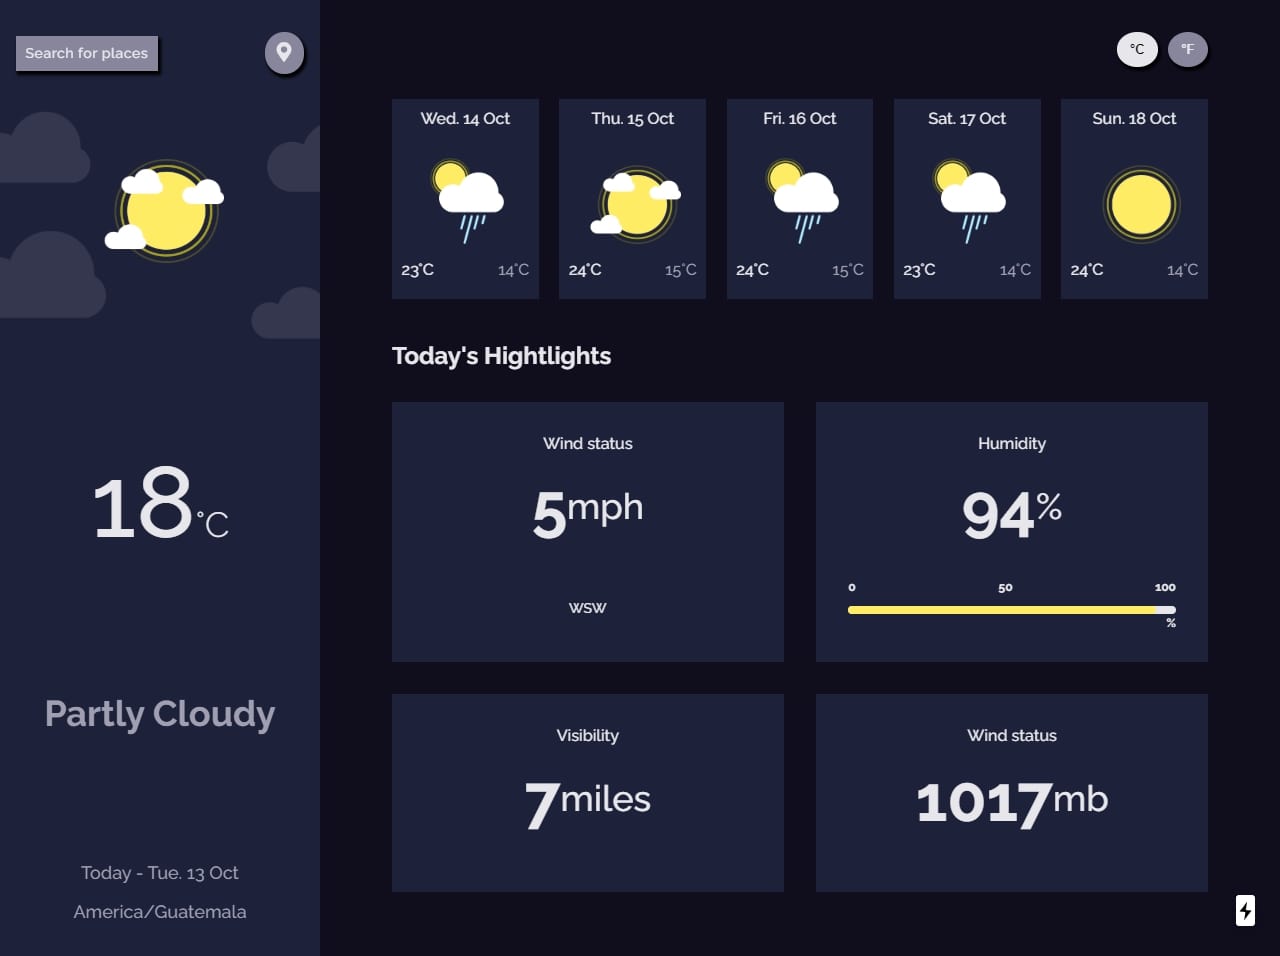 Search for places
18°C
Partly Cloudy
Today - Tue. 13 Oct
America/Guatemala
°C °F
Wed. 14 Oct
23°C 14°C
Thu. 15 Oct
24°C 15°C
Fri. 16 Oct
24°C 15°C
Sat. 17 Oct
23°C 14°C
Sun. 18 Oct
24°C 14°C
Today's Hightlights
Wind status
5mph
WSW
Humidity
94%
0 50 100
%
Visibility
7miles
Wind status
1017mb